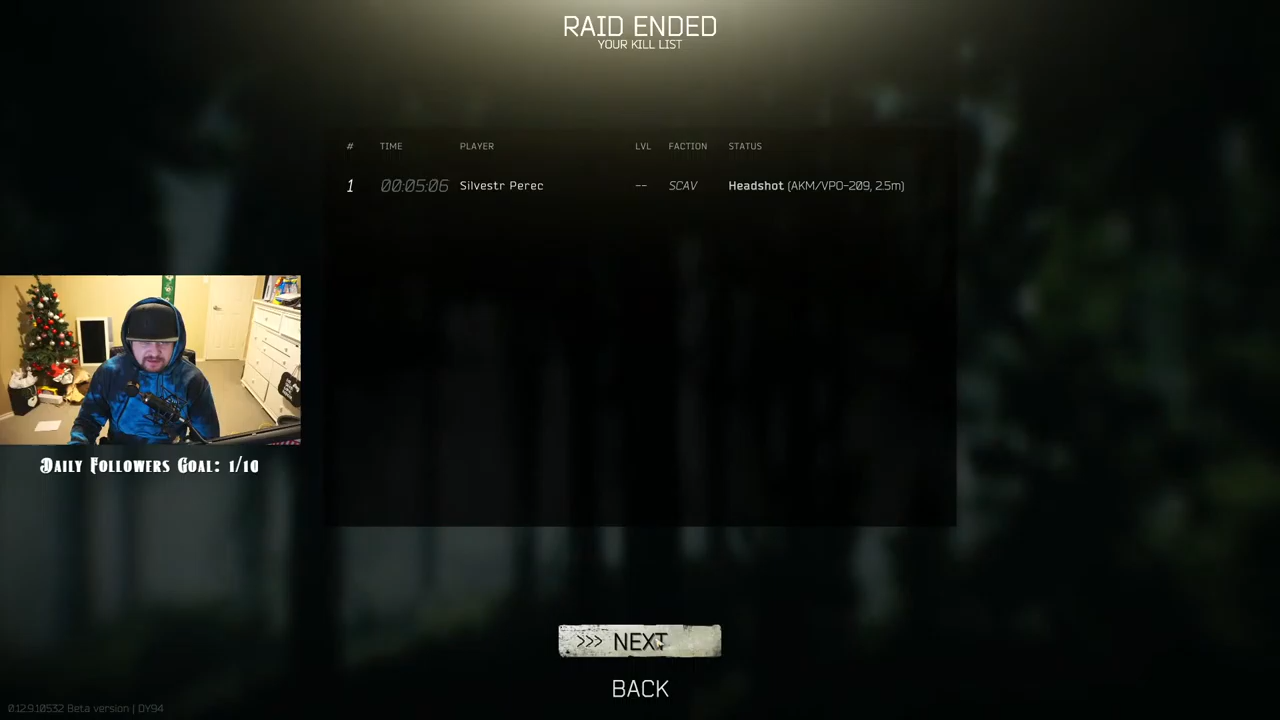 RAID ENDED
YOUR KILL LIST
# TIME PLAYER LVL FACTION STATUS
1 00:05:06 Silvestr Perec -- SCAV Headshot (AKM/VPO-209, 2.5m)
DAILY FOLLOWERS GOAL: 1/10
>>> NEXT
BACK
0.12.9.10532 Beta version | DY94